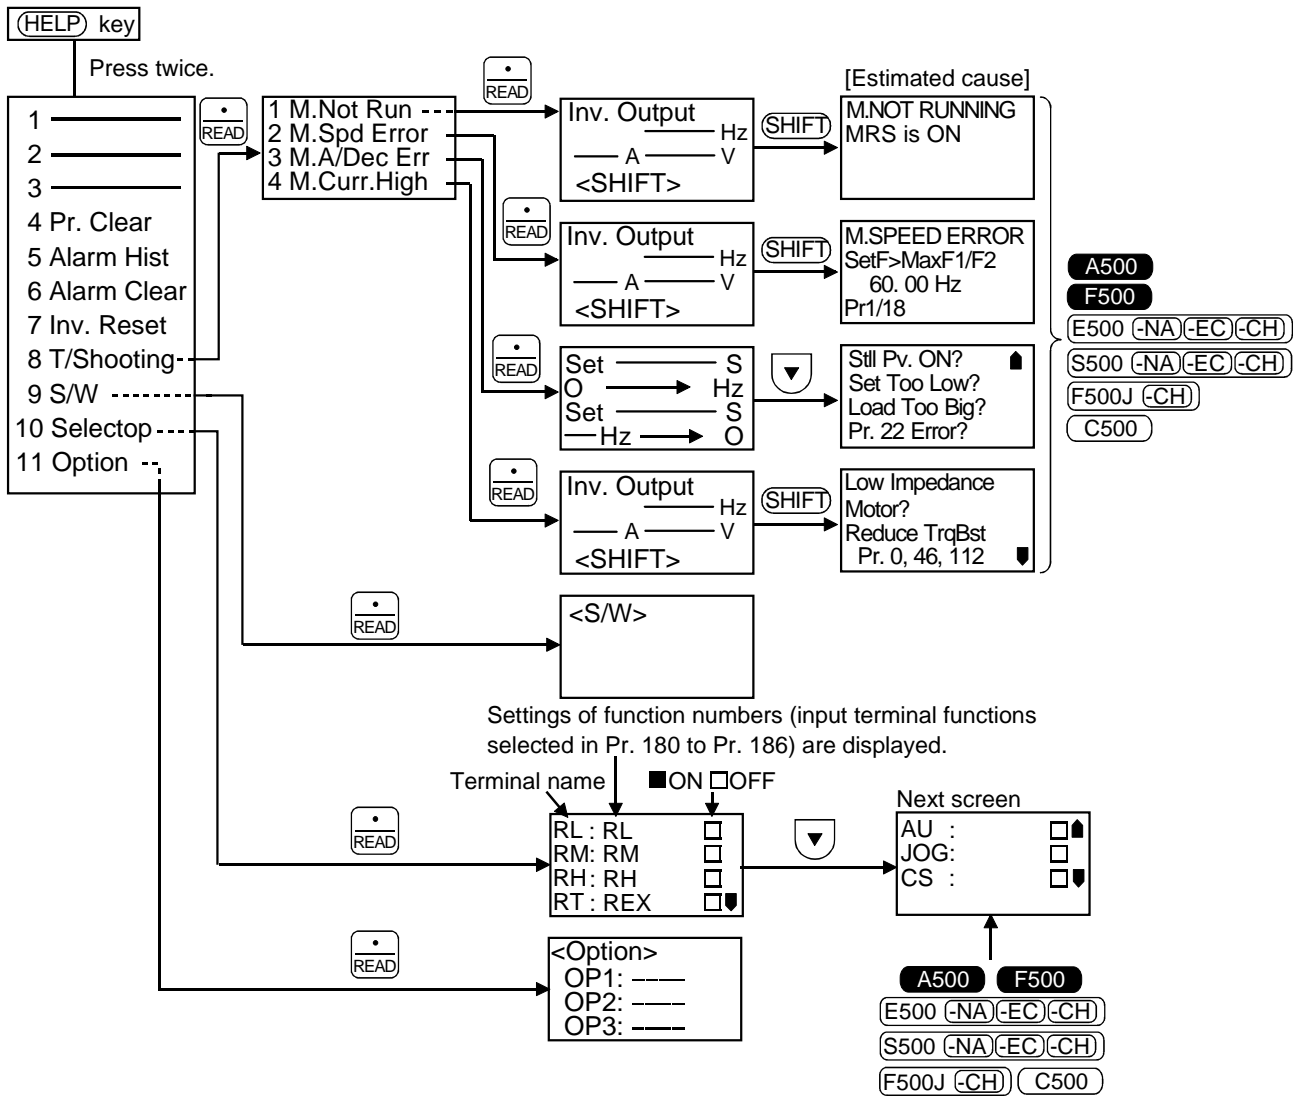 HELP key
Press twice.
1
2
3
4 Pr. Clear
5 Alarm Hist
6 Alarm Clear
7 Inv. Reset
8 T/Shooting
9 S/W
10 Selectop
11 Option
READ
1 M.Not Run
2 M.Spd Error
3 M.A/Dec Err
4 M.Curr.High
READ
Inv. Output
Hz
A V
<SHIFT>
SHIFT
[Estimated cause]
M.NOT RUNNING
MRS is ON
READ
Inv. Output
Hz
A V
<SHIFT>
SHIFT
M.SPEED ERROR
SetF>MaxF1/F2
60. 00 Hz
Pr1/18
READ
Set S
O Hz
Set S
Hz O
Stll Pv. ON?
Set Too Low?
Load Too Big?
Pr. 22 Error?
READ
Inv. Output
Hz
A V
<SHIFT>
SHIFT
Low Impedance
Motor?
Reduce TrqBst
Pr. 0, 46, 112
A500
F500
E500 -NA -EC -CH
S500 -NA -EC -CH
F500J -CH
C500
READ
<S/W>
Settings of function numbers (input terminal functions
selected in Pr. 180 to Pr. 186) are displayed.
Terminal name ON OFF
READ
RL : RL
RM: RM
RH : RH
RT : REX
Next screen
AU :
JOG:
CS :
READ
<Option>
OP1: ----
OP2: ----
OP3: ----
A500 F500
E500 -NA -EC -CH
S500 -NA -EC -CH
F500J -CH C500